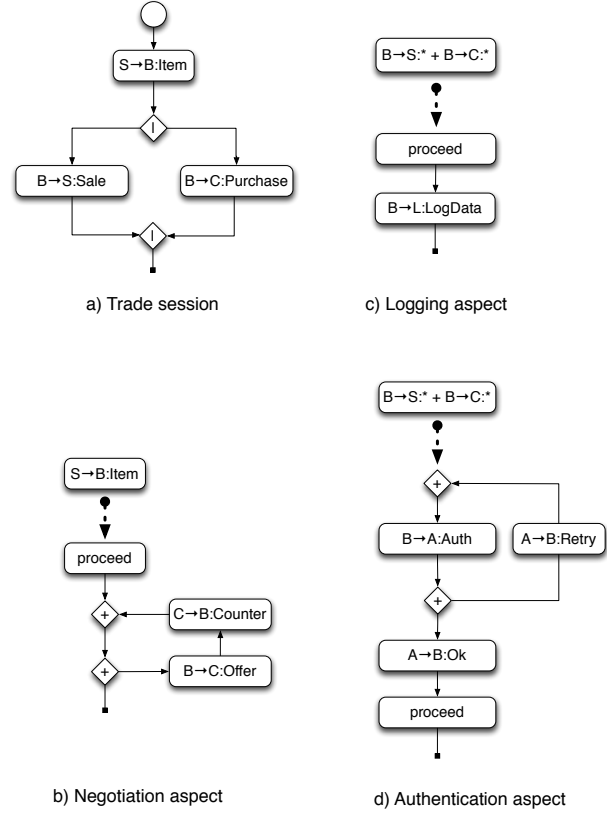 S→B:Item
|
B→S:Sale
B→C:Purchase
|
a) Trade session
B→S:* + B→C:*
proceed
B→L:LogData
c) Logging aspect
S→B:Item
proceed
+
C→B:Counter
+
B→C:Offer
b) Negotiation aspect
B→S:* + B→C:*
+
B→A:Auth
A→B:Retry
+
A→B:Ok
proceed
d) Authentication aspect